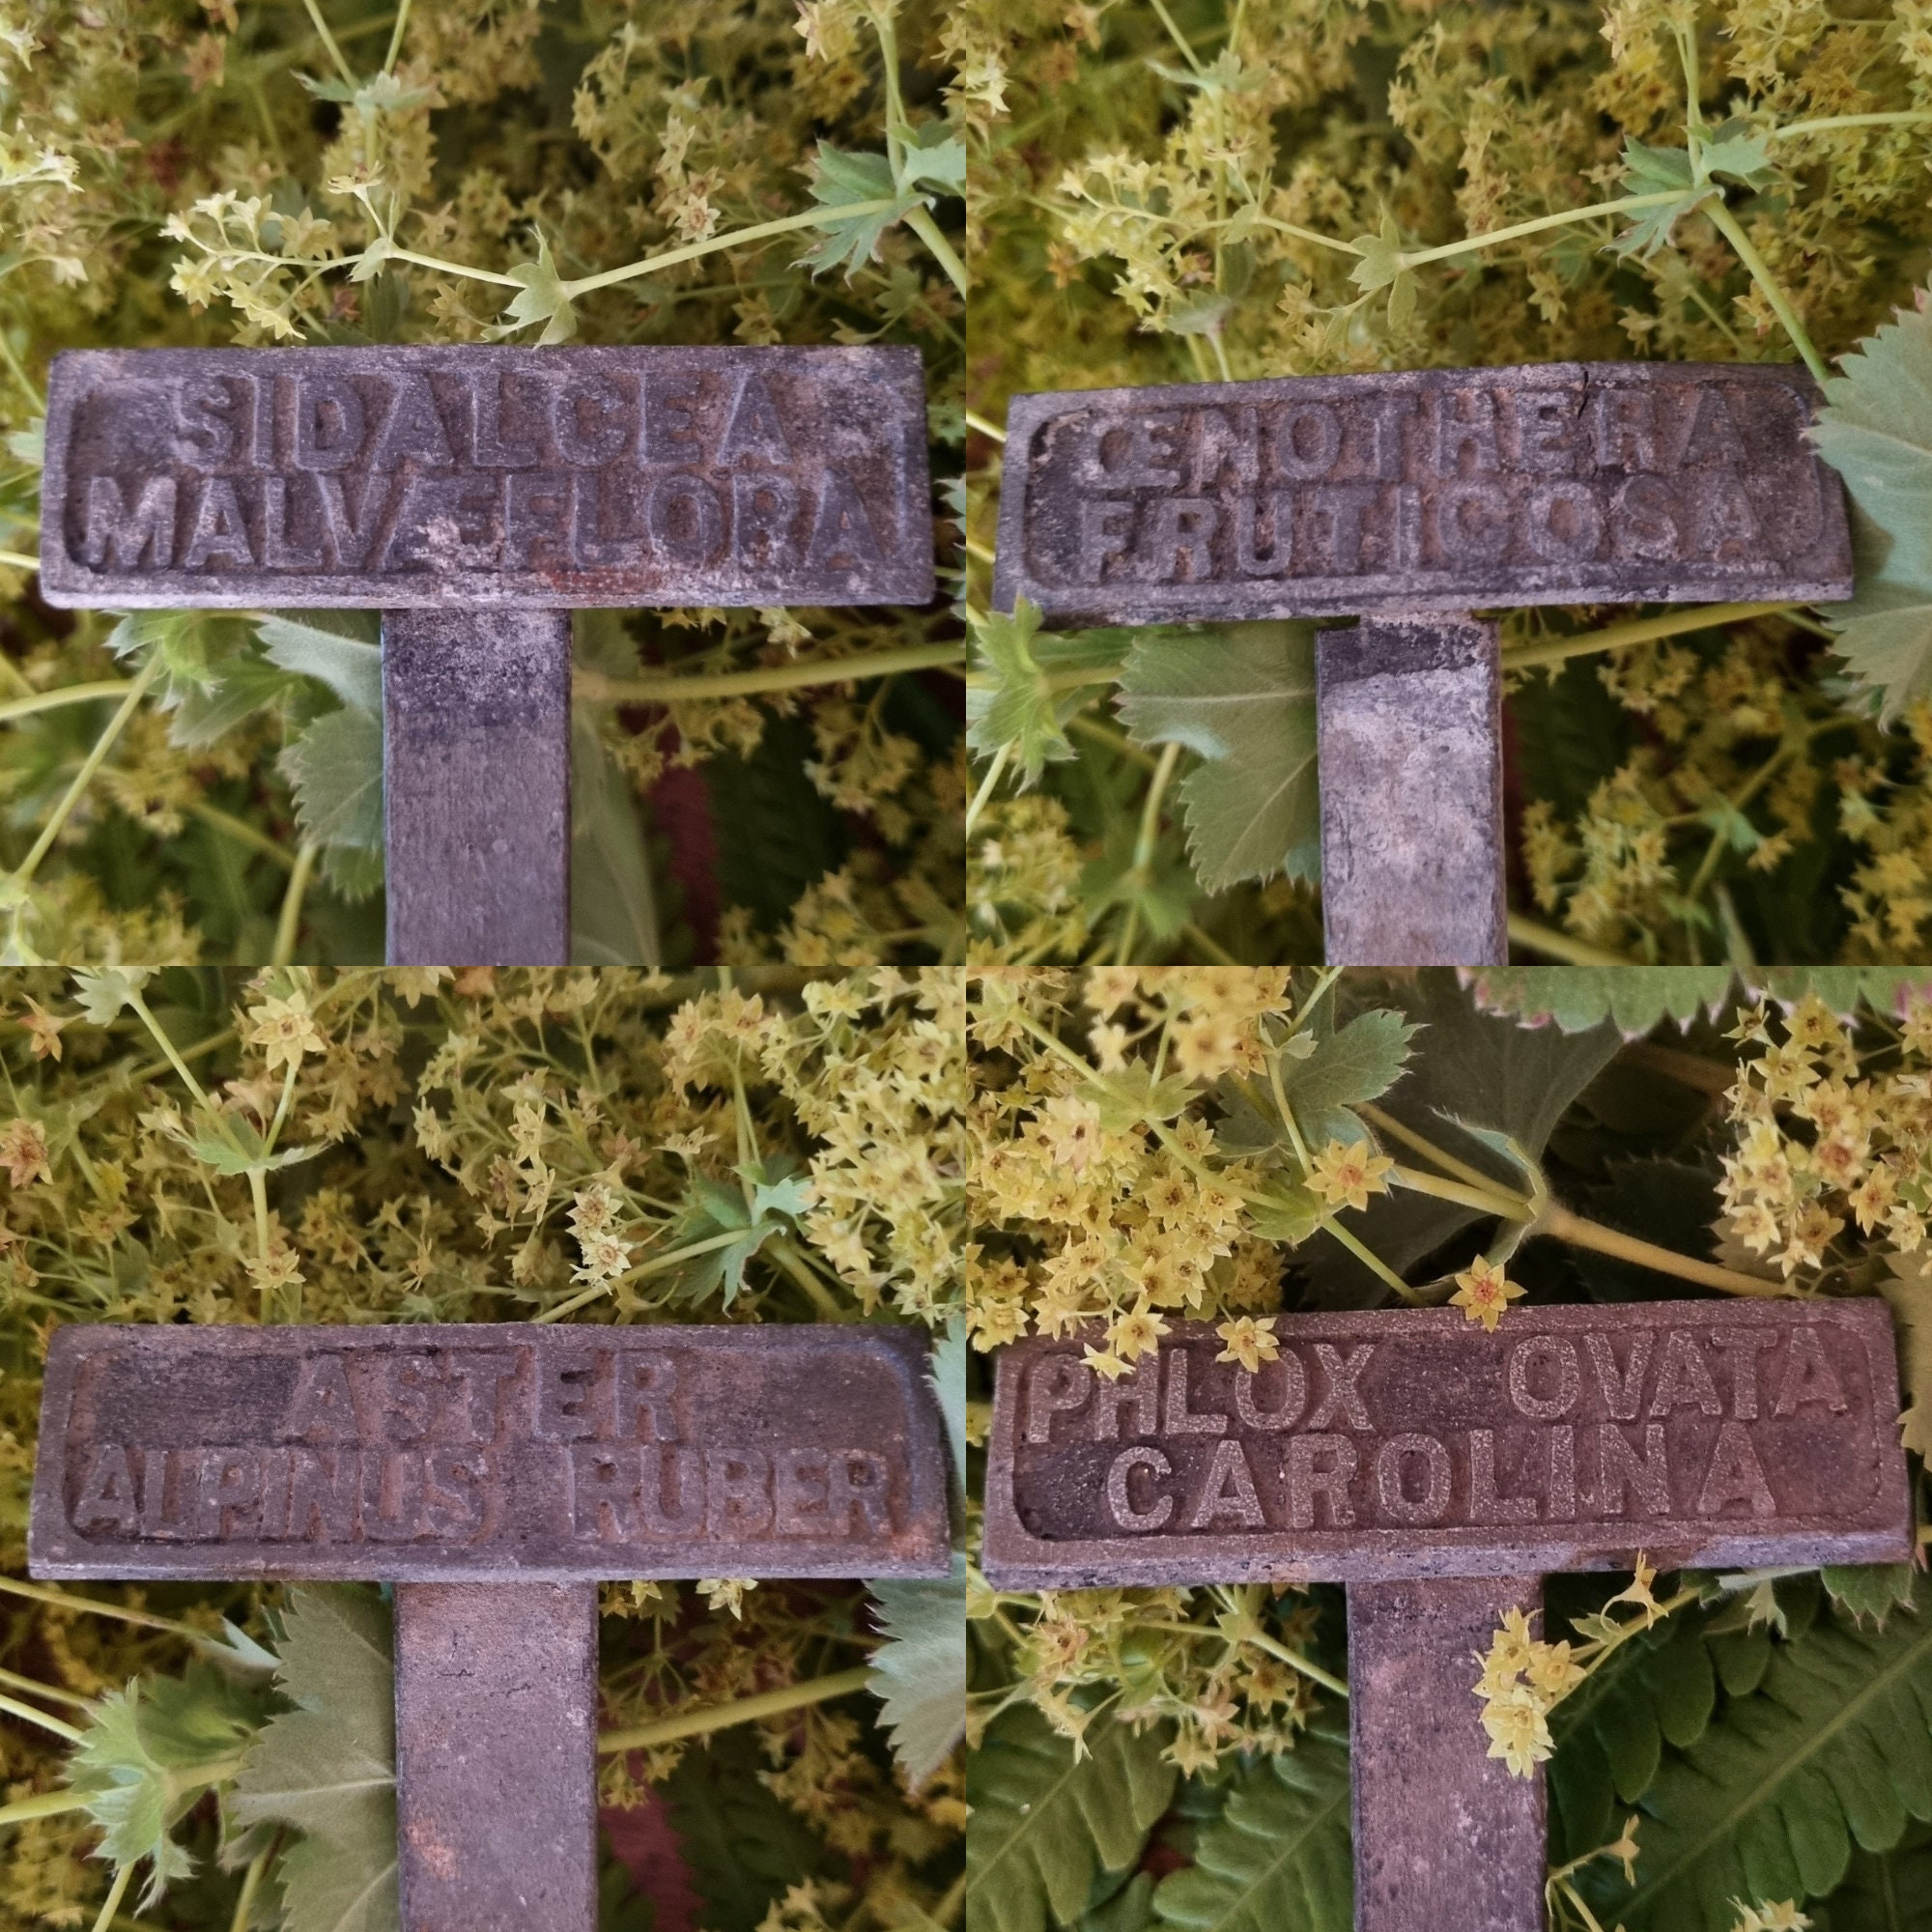 SIDALCEA
MALVÆFLORA
ŒNOTHERA
FRUTICOSA
ASTER
ALPINUS RUBER
PHLOX OVATA
CAROLINA